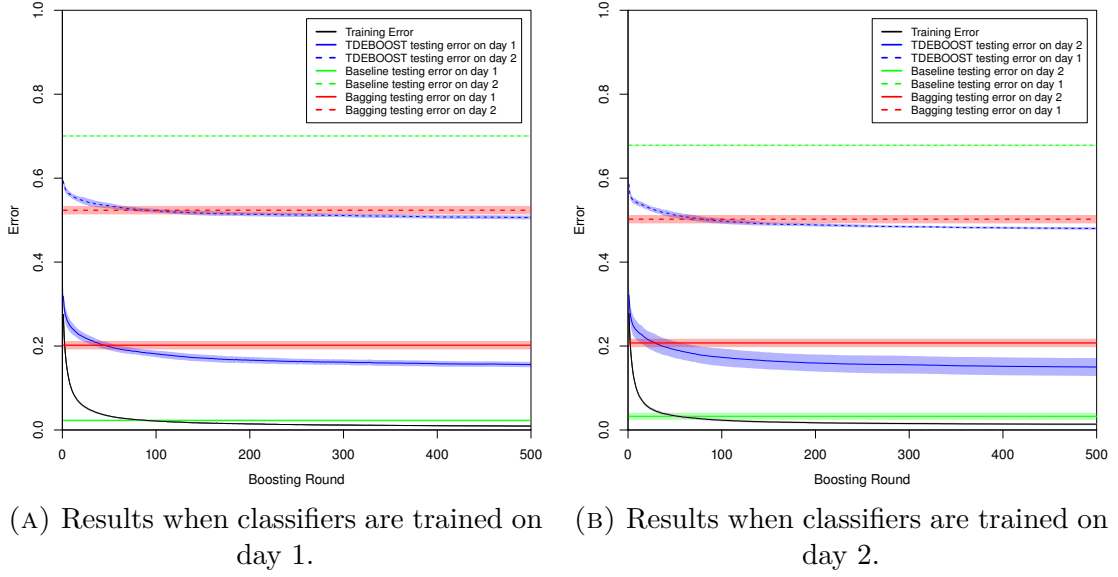 1.0
0.8
0.6
0.4
0.2
0.0
Error
0 100 200 300 400 500
Boosting Round
Training Error
TDEBOOST testing error on day 1
TDEBOOST testing error on day 2
Baseline testing error on day 1
Baseline testing error on day 2
Bagging testing error on day 1
Bagging testing error on day 2
(A) Results when classifiers are trained on
day 1.
1.0
0.8
0.6
0.4
0.2
0.0
Error
0 100 200 300 400 500
Boosting Round
Training Error
TDEBOOST testing error on day 2
TDEBOOST testing error on day 1
Baseline testing error on day 2
Baseline testing error on day 1
Bagging testing error on day 2
Bagging testing error on day 1
(B) Results when classifiers are trained on
day 2.